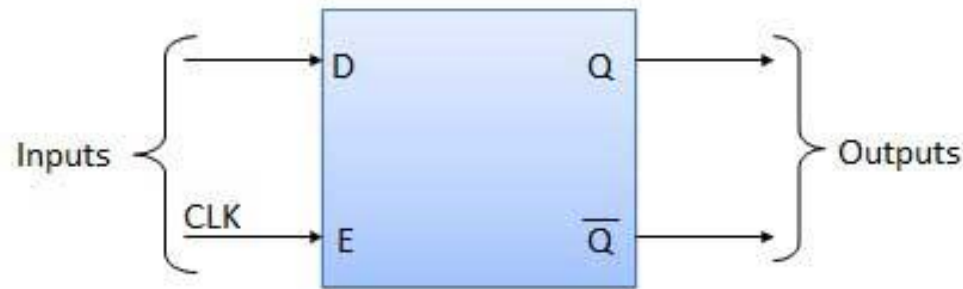 D
Q
Inputs
Outputs
CLK
E
Q̅